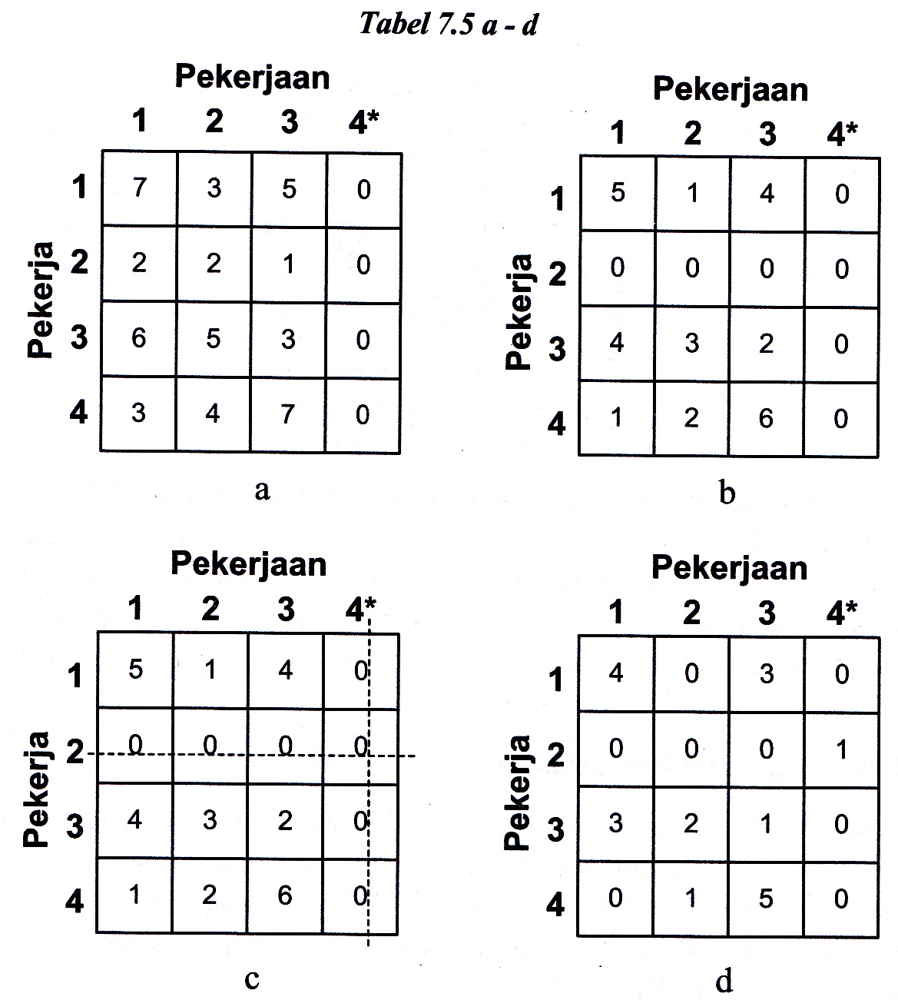 Tabel 7.5 a - d
Pekerjaan
1 2 3 4*
Pekerja
1 7 3 5 0
2 2 2 1 0
3 6 5 3 0
4 3 4 7 0
a
Pekerjaan
1 2 3 4*
Pekerja
1 5 1 4 0
2 0 0 0 0
3 4 3 2 0
4 1 2 6 0
b
Pekerjaan
1 2 3 4*
Pekerja
1 5 1 4 0
2 0 0 0 0
3 4 3 2 0
4 1 2 6 0
c
Pekerjaan
1 2 3 4*
Pekerja
1 4 0 3 0
2 0 0 0 1
3 3 2 1 0
4 0 1 5 0
d